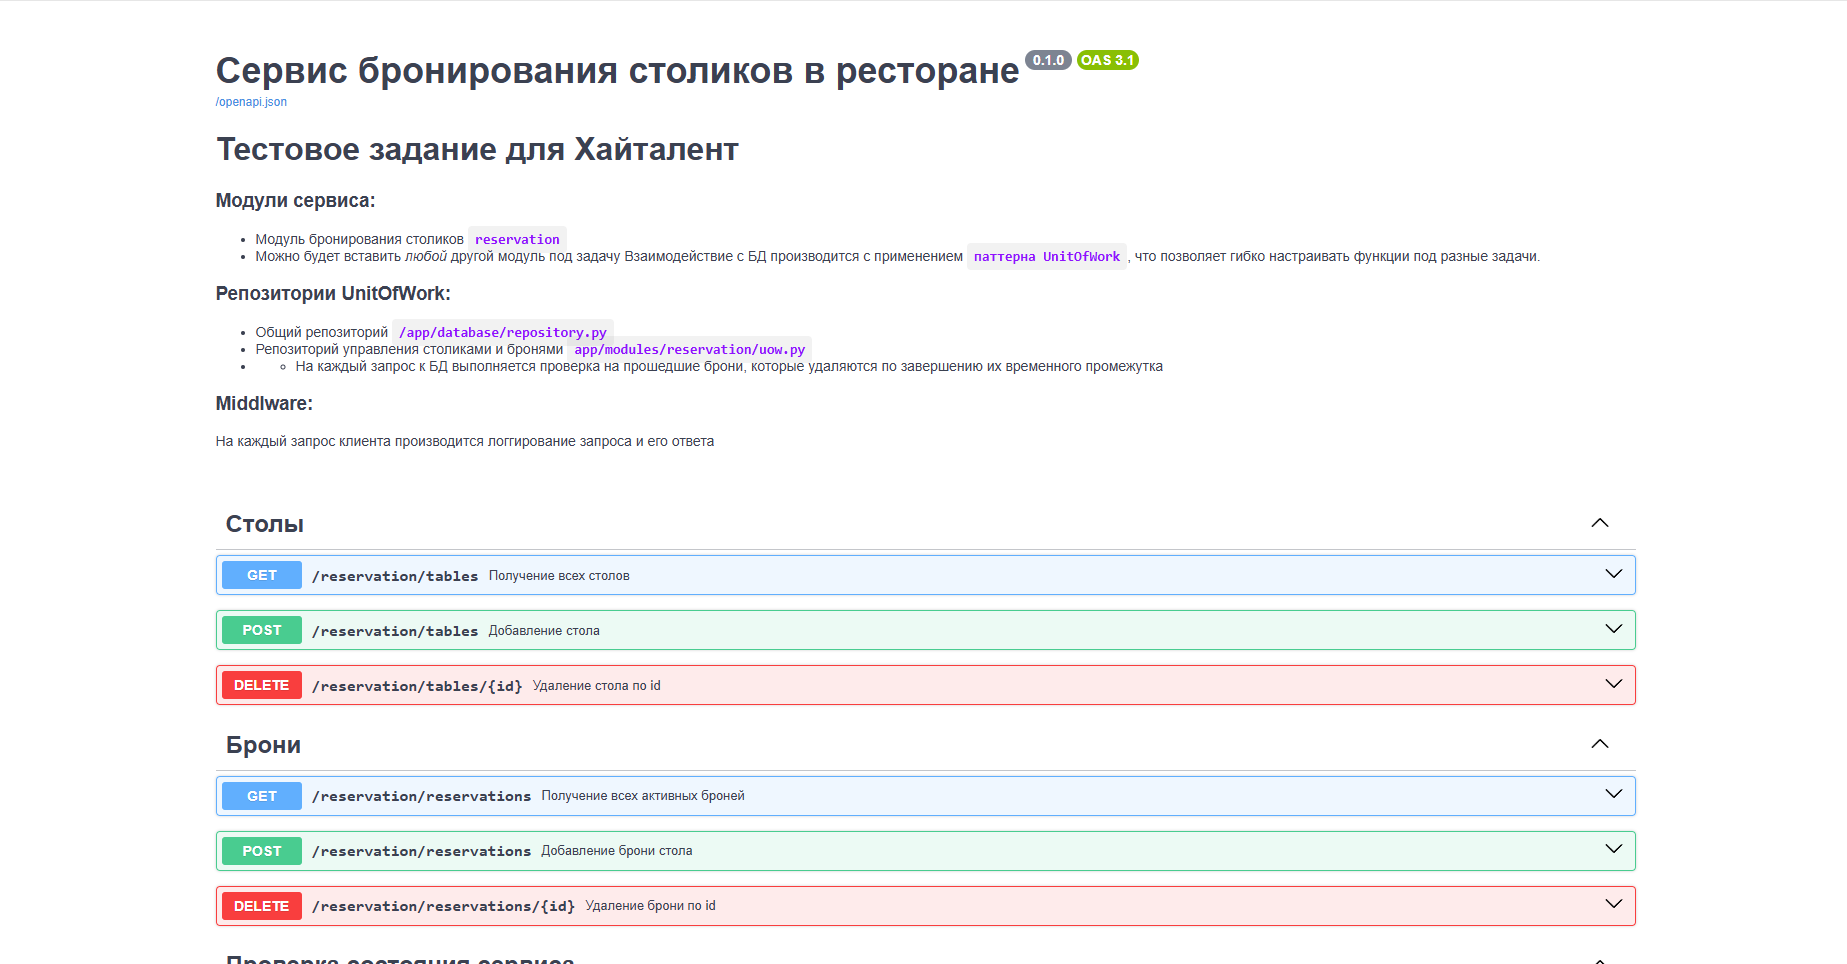 Сервис бронирования столиков в ресторане 0.1.0 OAS 3.1
/openapi.json
Тестовое задание для Хайталент
Модули сервиса:
Модуль бронирования столиков reservation
Можно будет вставить любой другой модуль под задачу Взаимодействие с БД производится с применением паттерна UnitOfWork, что позволяет гибко настраивать функции под разные задачи.
Репозитории UnitOfWork:
Общий репозиторий /app/database/repository.py
Репозиторий управления столиками и бронями app/modules/reservation/uow.py
На каждый запрос к БД выполняется проверка на прошедшие брони, которые удаляются по завершению их временного промежутка
Middlware:
На каждый запрос клиента производится логгирование запроса и его ответа
Столы
GET /reservation/tables Получение всех столов
POST /reservation/tables Добавление стола
DELETE /reservation/tables/{id} Удаление стола по id
Брони
GET /reservation/reservations Получение всех активных броней
POST /reservation/reservations Добавление брони стола
DELETE /reservation/reservations/{id} Удаление брони по id
Проверка состояния сервиса